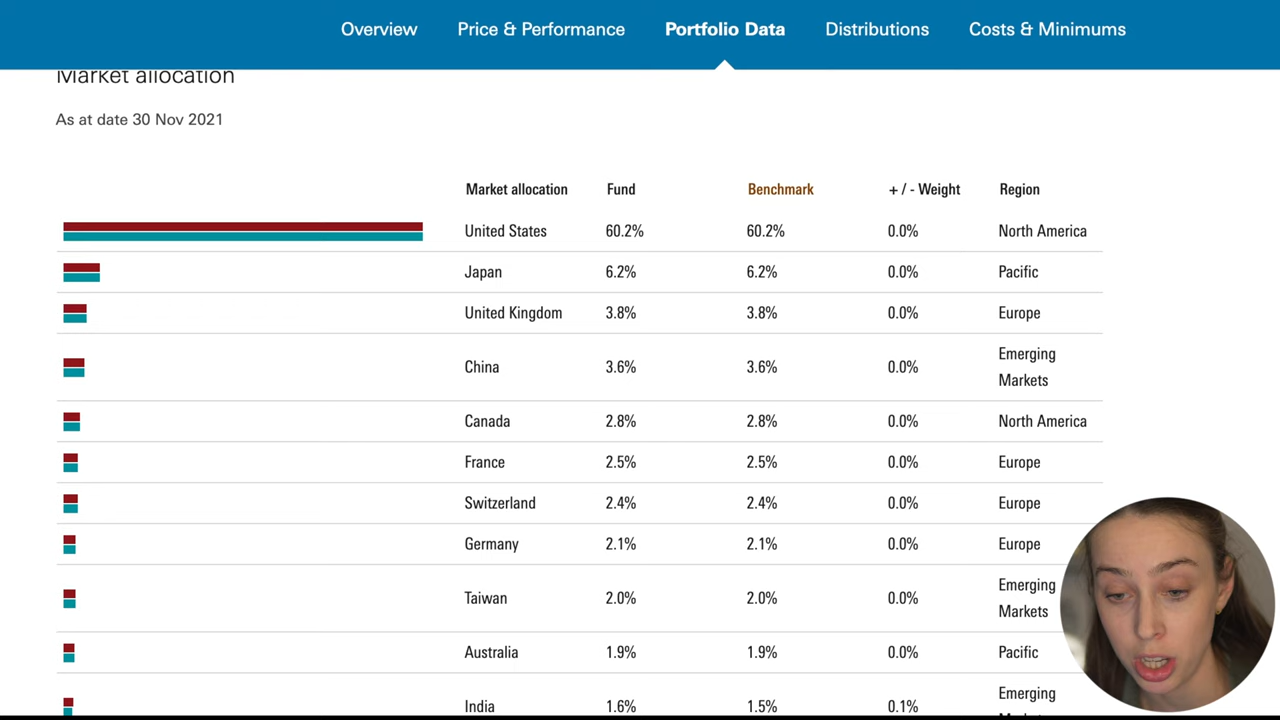 Overview Price & Performance Portfolio Data Distributions Costs & Minimums
Market allocation
As at date 30 Nov 2021
Market allocation Fund Benchmark + / - Weight Region
United States 60.2% 60.2% 0.0% North America
Japan 6.2% 6.2% 0.0% Pacific
United Kingdom 3.8% 3.8% 0.0% Europe
China 3.6% 3.6% 0.0% Emerging
Markets
Canada 2.8% 2.8% 0.0% North America
France 2.5% 2.5% 0.0% Europe
Switzerland 2.4% 2.4% 0.0% Europe
Germany 2.1% 2.1% 0.0% Europe
Taiwan 2.0% 2.0% 0.0% Emerging
Markets
Australia 1.9% 1.9% 0.0% Pacific
India 1.6% 1.5% 0.1% Emerging